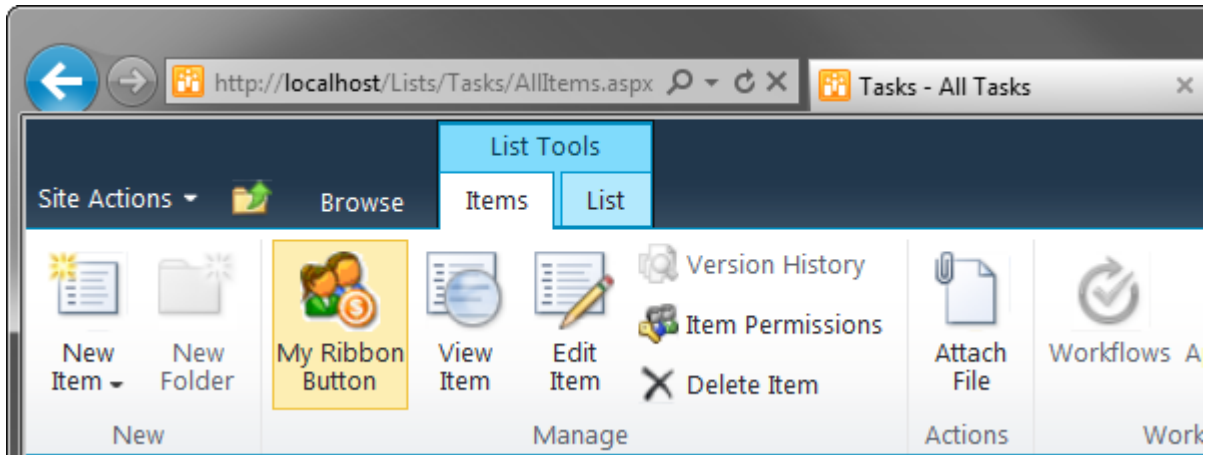 http://localhost/Lists/Tasks/AllItems.aspx
Tasks - All Tasks
List Tools
Site Actions
Browse
Items
List
New
Item
New
Folder
My Ribbon
Button
View
Item
Edit
Item
Version History
Item Permissions
Delete Item
Attach
File
Workflows
New
Manage
Actions